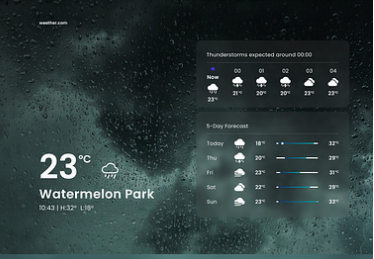 weather.com
Thunderstorms expected around 00:00
Now 00 01 02 03 04
23° 21° 20° 20° 23° 23°
5-Day Forecast
Today 18° 32°
Thu 20° 29°
Fri 23° 31°
Sat 22° 29°
Sun 23° 32°
23°C
Watermelon Park
10:43 | H:32° L:18°